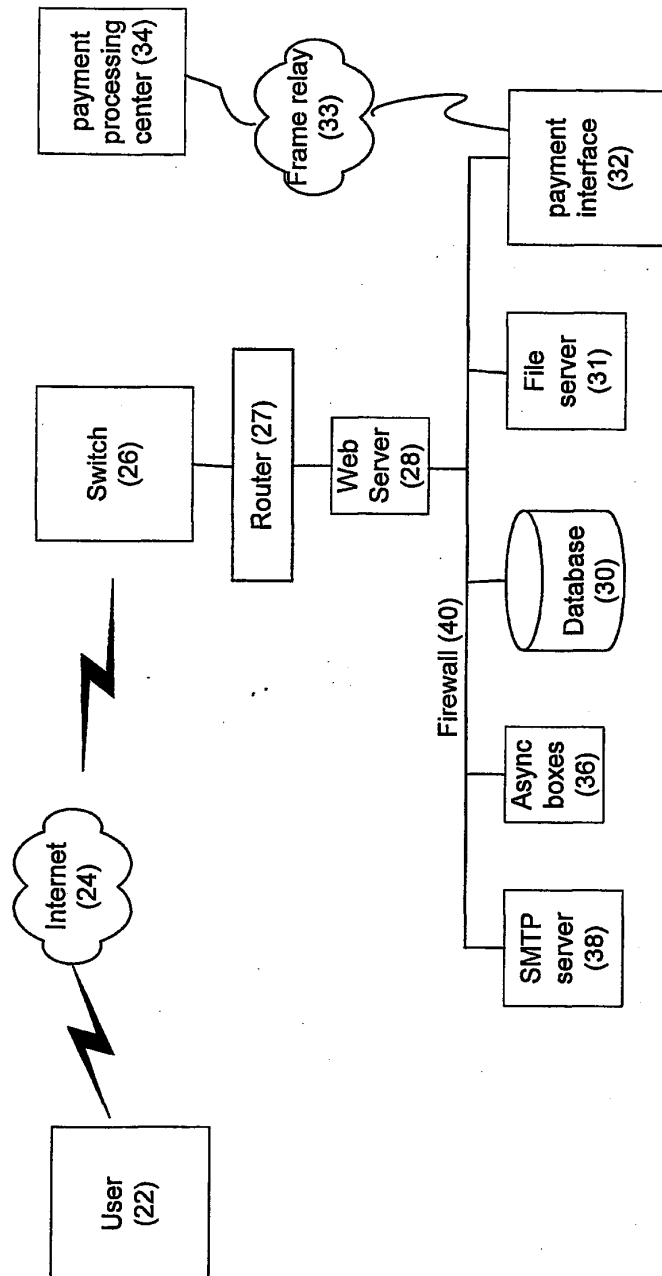 User
(22)
Internet
(24)
Switch
(26)
Router (27)
Web
Server
(28)
payment
processing
center (34)
Frame relay
(33)
Firewall (40)
SMTP
server
(38)
Async
boxes
(36)
Database
(30)
File
server
(31)
payment
interface
(32)